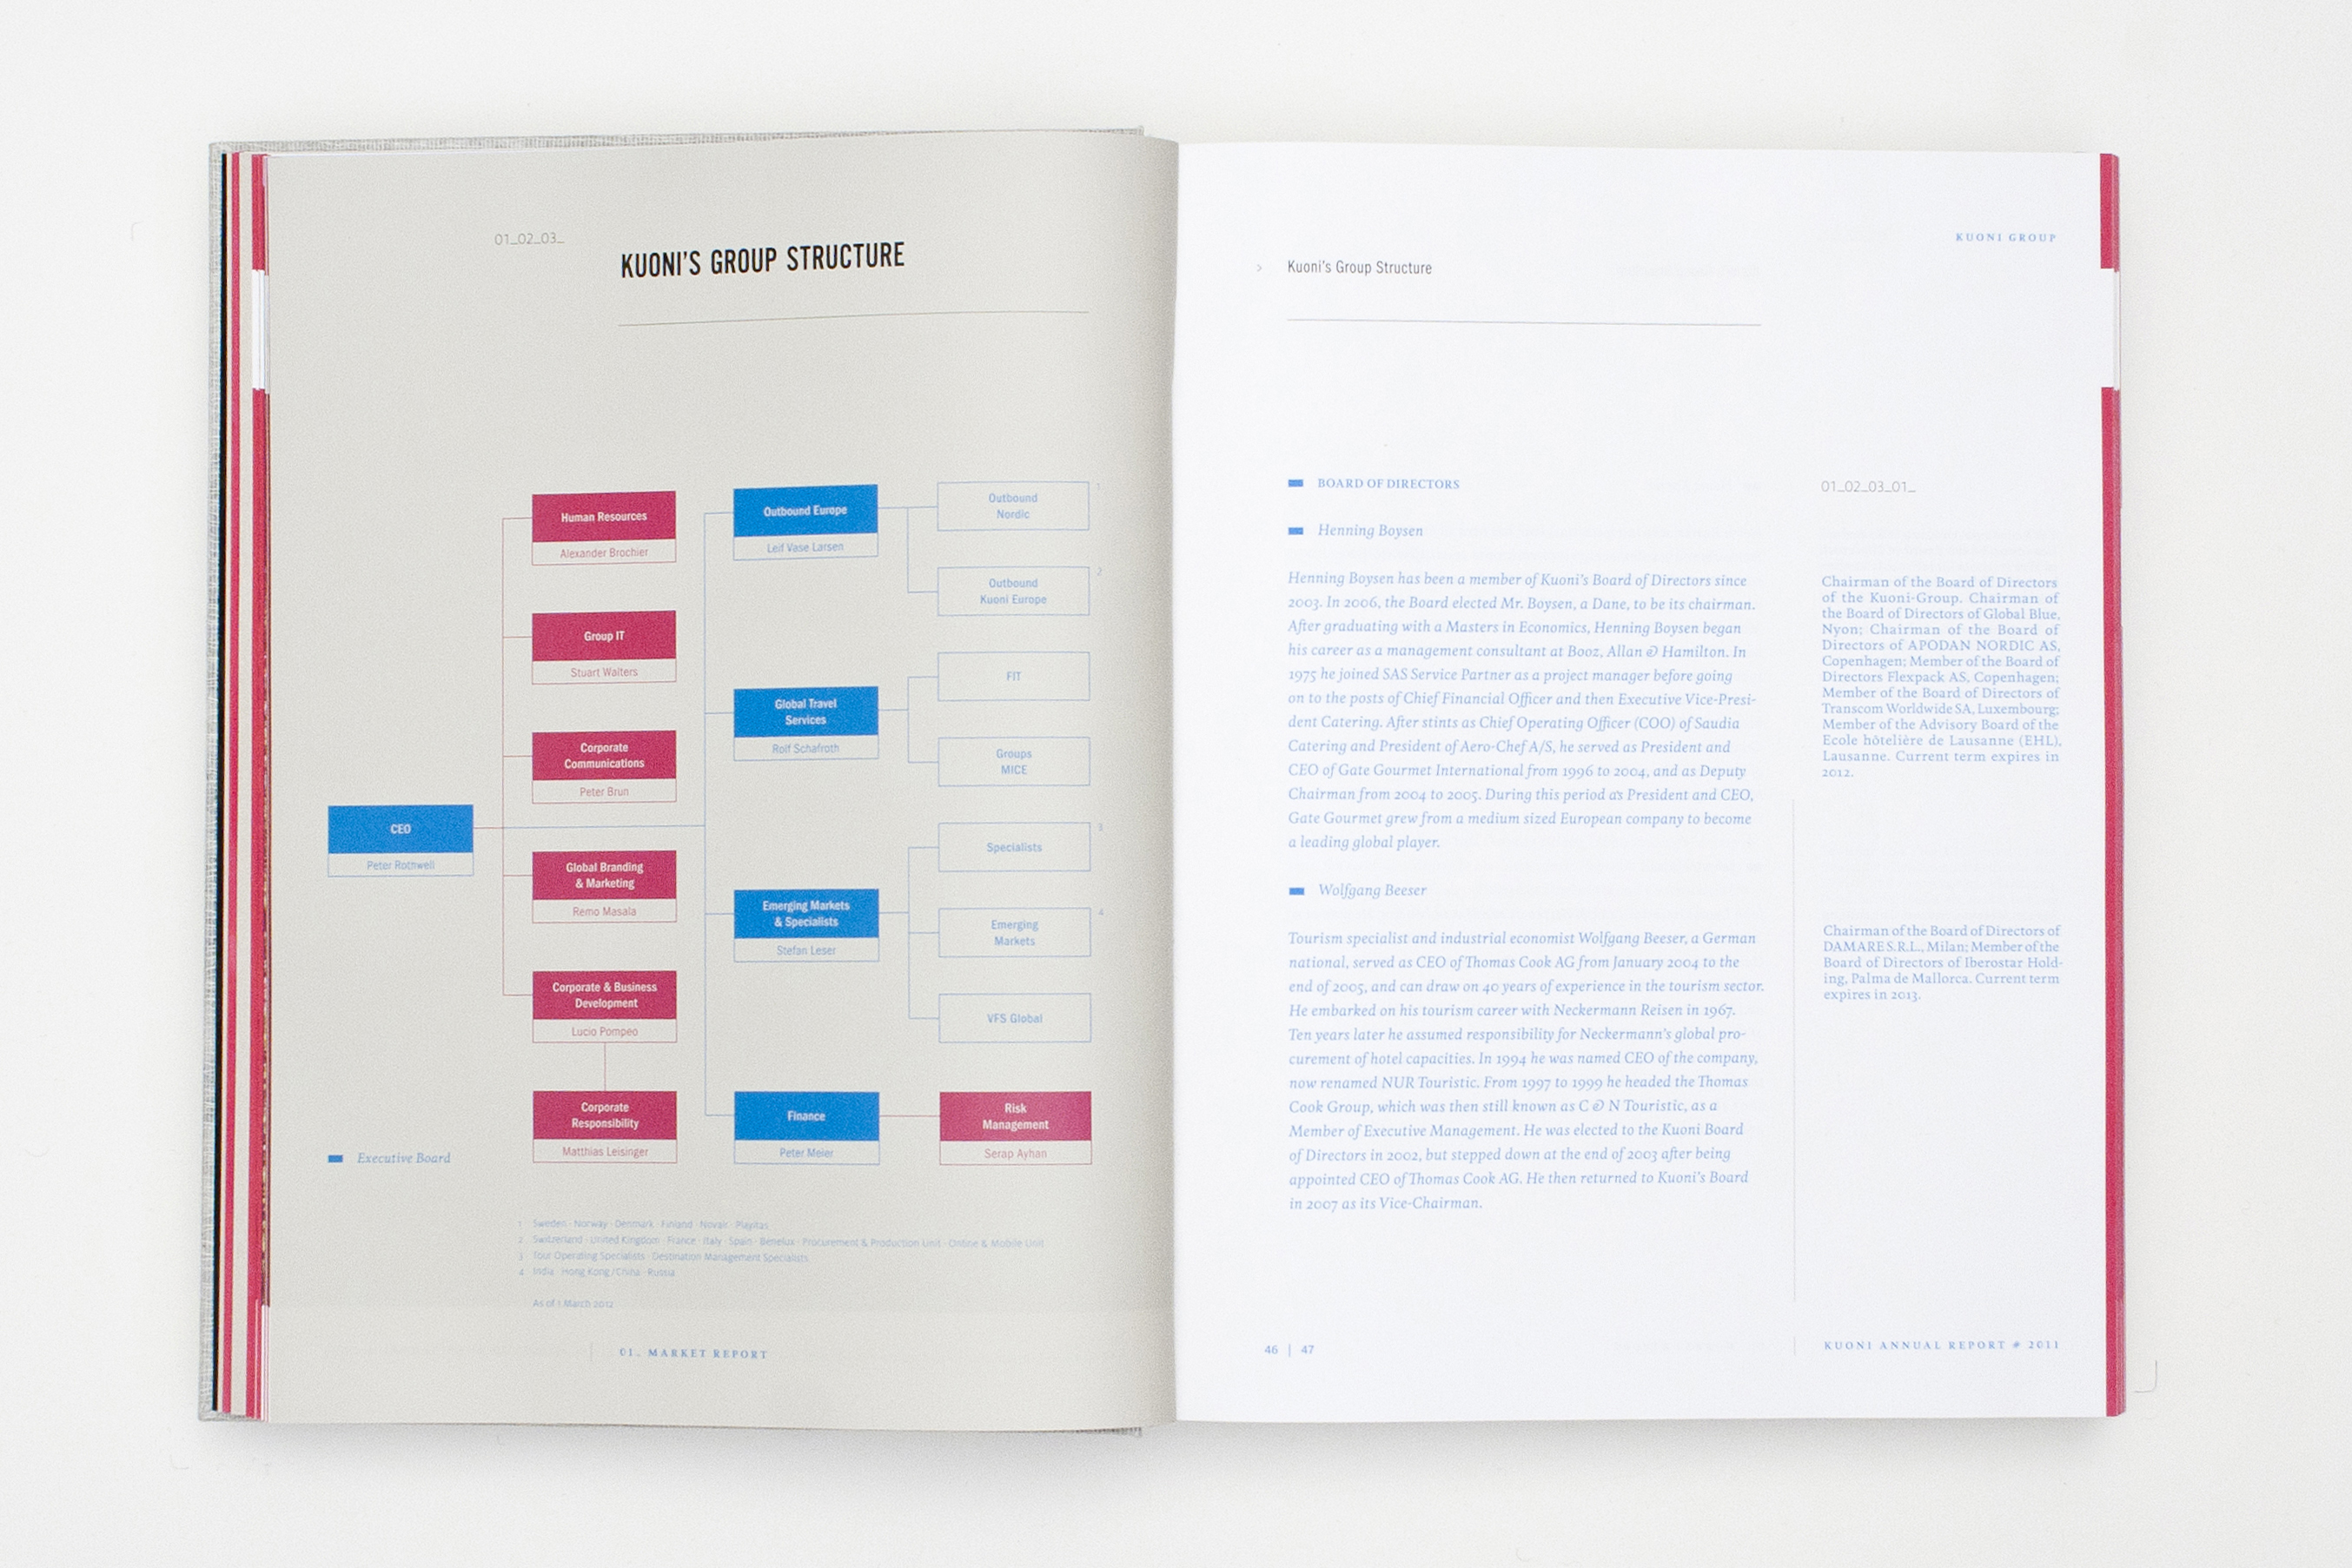 01_02_03_
KUONI'S GROUP STRUCTURE
Human Resources
Alexander Brochier
Group IT
Stuart Walters
Corporate
Communications
Peter Brun
CEO
Peter Rothwell
Global Branding
& Marketing
Remo Masala
Corporate & Business
Development
Lucio Pompeo
Corporate
Responsibility
Matthias Leisinger
Outbound Europe
Leif Vase Larsen
Global Travel
Services
Rolf Schafroth
Emerging Markets
& Specialists
Stefan Leser
Finance
Peter Meier
Outbound
Nordic
1
Outbound
Kuoni Europe
2
FIT
Groups
MICE
Specialists
3
Emerging
Markets
4
VFS Global
Risk
Management
Serap Ayhan
Executive Board
1 Sweden · Norway · Denmark · Finland · Novair · Playitas
2 Switzerland · United Kingdom · France · Italy · Spain · Benelux · Procurement & Production Unit · Online & Mobile Unit
3 Tour Operating Specialists · Destination Management Specialists
4 India · Hong Kong/China · Russia
As of 1 March 2012
01_ MARKET REPORT
KUONI GROUP
> Kuoni's Group Structure
BOARD OF DIRECTORS
01_02_03_01_
Henning Boysen
Henning Boysen has been a member of Kuoni's Board of Directors since
2003. In 2006, the Board elected Mr. Boysen, a Dane, to be its chairman.
After graduating with a Masters in Economics, Henning Boysen began
his career as a management consultant at Booz, Allan & Hamilton. In
1975 he joined SAS Service Partner as a project manager before going
on to the posts of Chief Financial Officer and then Executive Vice-Presi-
dent Catering. After stints as Chief Operating Officer (COO) of Saudia
Catering and President of Aero-Chef A/S, he served as President and
CEO of Gate Gourmet International from 1996 to 2004, and as Deputy
Chairman from 2004 to 2005. During this period as President and CEO,
Gate Gourmet grew from a medium sized European company to become
a leading global player.
Chairman of the Board of Directors
of the Kuoni-Group. Chairman of
the Board of Directors of Global Blue,
Nyon; Chairman of the Board of
Directors of APODAN NORDIC AS,
Copenhagen; Member of the Board of
Directors Flexpack AS, Copenhagen;
Member of the Board of Directors of
Transcom Worldwide SA, Luxembourg;
Member of the Advisory Board of the
Ecole hôtelière de Lausanne (EHL),
Lausanne. Current term expires in
2012.
Wolfgang Beeser
Tourism specialist and industrial economist Wolfgang Beeser, a German
national, served as CEO of Thomas Cook AG from January 2004 to the
end of 2005, and can draw on 40 years of experience in the tourism sector.
He embarked on his tourism career with Neckermann Reisen in 1967.
Ten years later he assumed responsibility for Neckermann's global pro-
curement of hotel capacities. In 1994 he was named CEO of the company,
now renamed NUR Touristic. From 1997 to 1999 he headed the Thomas
Cook Group, which was then still known as C & N Touristic, as a
Member of Executive Management. He was elected to the Kuoni Board
of Directors in 2002, but stepped down at the end of 2003 after being
appointed CEO of Thomas Cook AG. He then returned to Kuoni's Board
in 2007 as its Vice-Chairman.
Chairman of the Board of Directors of
DAMARE S.R.L., Milan; Member of the
Board of Directors of Iberostar Hold-
ing, Palma de Mallorca. Current term
expires in 2013.
46 | 47
KUONI ANNUAL REPORT # 2011